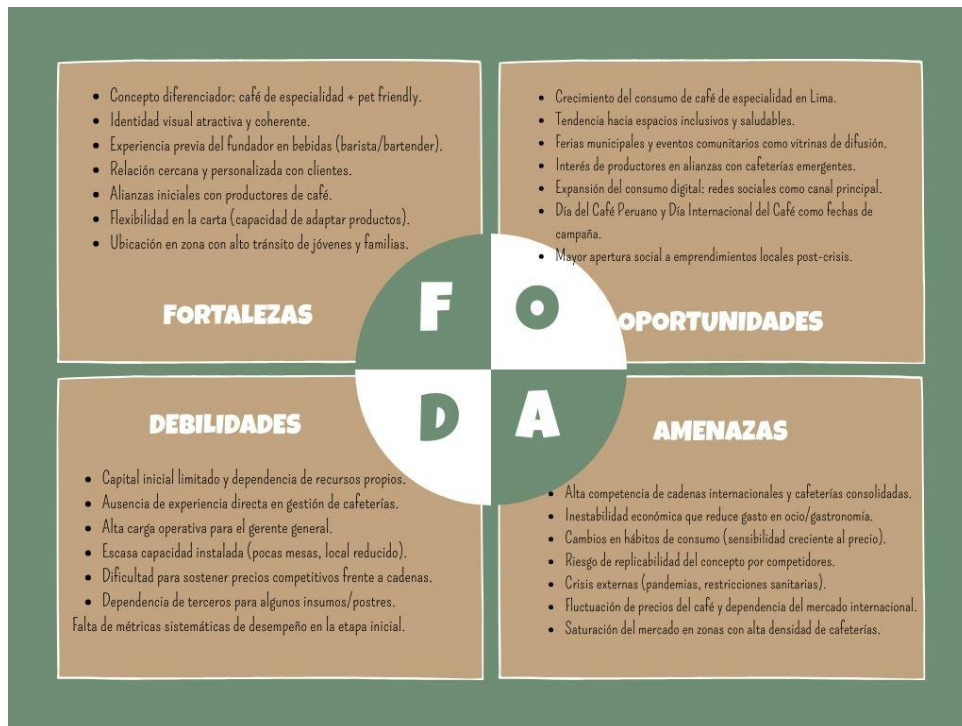 • Concepto diferenciador: café de especialidad + pet friendly.
• Identidad visual atractiva y coherente.
• Experiencia previa del fundador en bebidas (barista/bartender).
• Relación cercana y personalizada con clientes.
• Alianzas iniciales con productores de café.
• Flexibilidad en la carta (capacidad de adaptar productos).
• Ubicación en zona con alto tránsito de jóvenes y familias.
FORTALEZAS
• Crecimiento del consumo de café de especialidad en Lima.
• Tendencia hacia espacios inclusivos y saludables.
• Ferias municipales y eventos comunitarios como vitrinas de difusión.
• Interés de productores en alianzas con cafeterías emergentes.
• Expansión del consumo digital: redes sociales como canal principal.
• Día del Café Peruano y Día Internacional del Café como fechas de
campaña.
• Mayor apertura social a emprendimientos locales post-crisis.
OPORTUNIDADES
F O
D A
DEBILIDADES
• Capital inicial limitado y dependencia de recursos propios.
• Ausencia de experiencia directa en gestión de cafeterías.
• Alta carga operativa para el gerente general.
• Escasa capacidad instalada (pocas mesas, local reducido).
• Dificultad para sostener precios competitivos frente a cadenas.
• Dependencia de terceros para algunos insumos/postres.
Falta de métricas sistemáticas de desempeño en la etapa inicial.
AMENAZAS
• Alta competencia de cadenas internacionales y cafeterías consolidadas.
• Inestabilidad económica que reduce gasto en ocio/gastronomía.
• Cambios en hábitos de consumo (sensibilidad creciente al precio).
• Riesgo de replicabilidad del concepto por competidores.
• Crisis externas (pandemias, restricciones sanitarias).
• Fluctuación de precios del café y dependencia del mercado internacional.
• Saturación del mercado en zonas con alta densidad de cafeterías.